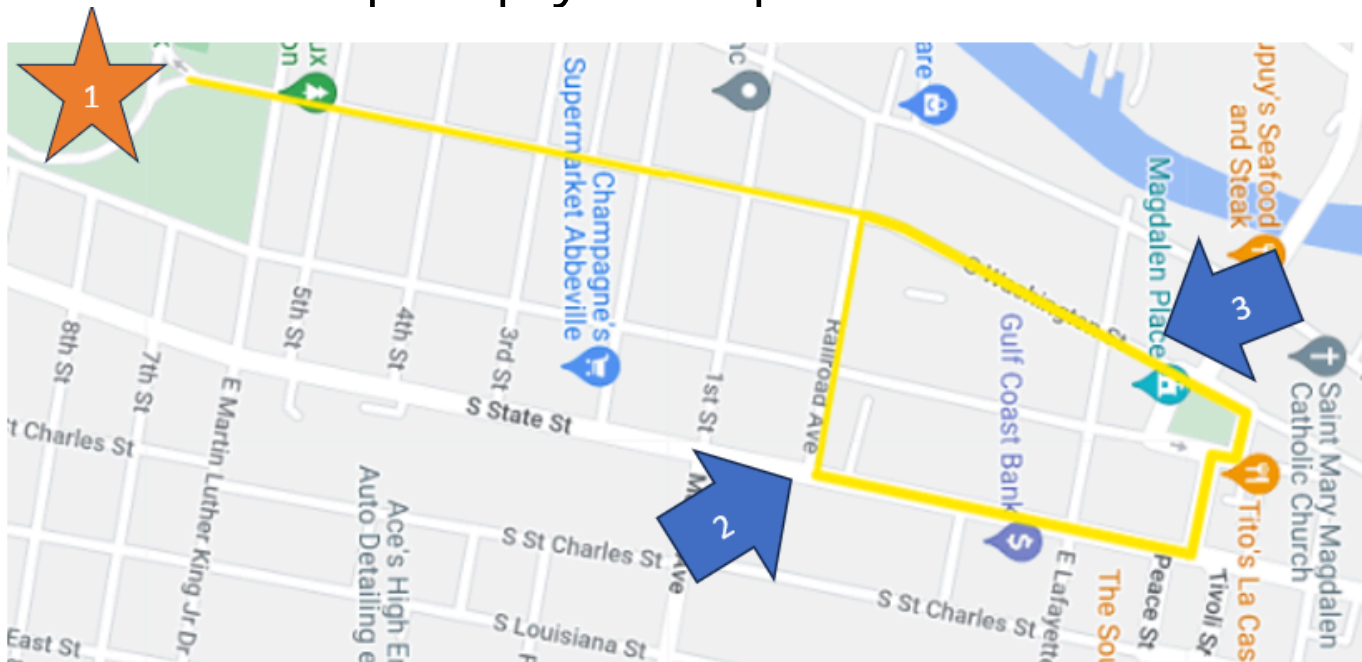 1
Supermarket Abbeville
Champagne's
Magdalen Place
and Steak
S Washington St
3
Railroad Ave
Gulf Coast Bank
5th St
4th St
3rd St
1st St
8th St
7th St
E Martin Luther King Jr Dr
S State St
2
Saint Mary Magdalen
Catholic Church
Ace's High
Auto Detailing
S St Charles St
S St Charles St
S Louisiana St
E Lafayette
Peace St
Tivoli St
Tito's La Cas
The Sou
t Charles St
East St
Ave